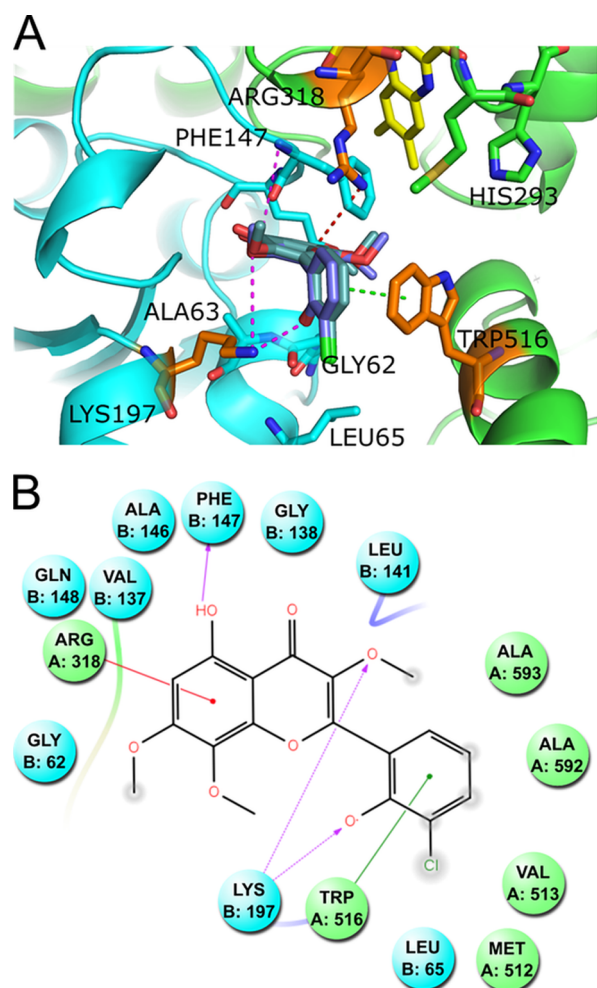 A
ARG318
PHE147
HIS293
ALA63
GLY62
TRP516
LYS197
LEU65
B
ALA
B: 146
PHE
B: 147
GLY
B: 138
LEU
B: 141
GLN
B: 148
VAL
B: 137
HO
O
ARG
A: 318
O
ALA
A: 593
GLY
B: 62
O
O
O
ALA
A: 592
O-
Cl
LYS
B: 197
TRP
A: 516
VAL
A: 513
LEU
B: 65
MET
A: 512